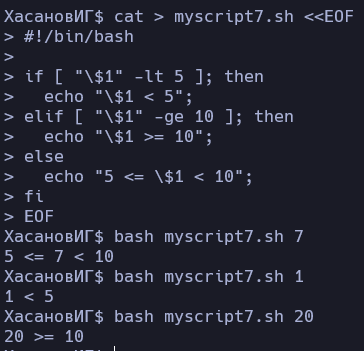 ХасановИГ$ cat > myscript7.sh <<EOF
> #!/bin/bash
>
> if [ "\$1" -lt 5 ]; then
>   echo "\$1 < 5";
> elif [ "\$1" -ge 10 ]; then
>   echo "\$1 >= 10";
> else
>   echo "5 <= \$1 < 10";
> fi
> EOF
ХасановИГ$ bash myscript7.sh 7
5 <= 7 < 10
ХасановИГ$ bash myscript7.sh 1
1 < 5
ХасановИГ$ bash myscript7.sh 20
20 >= 10